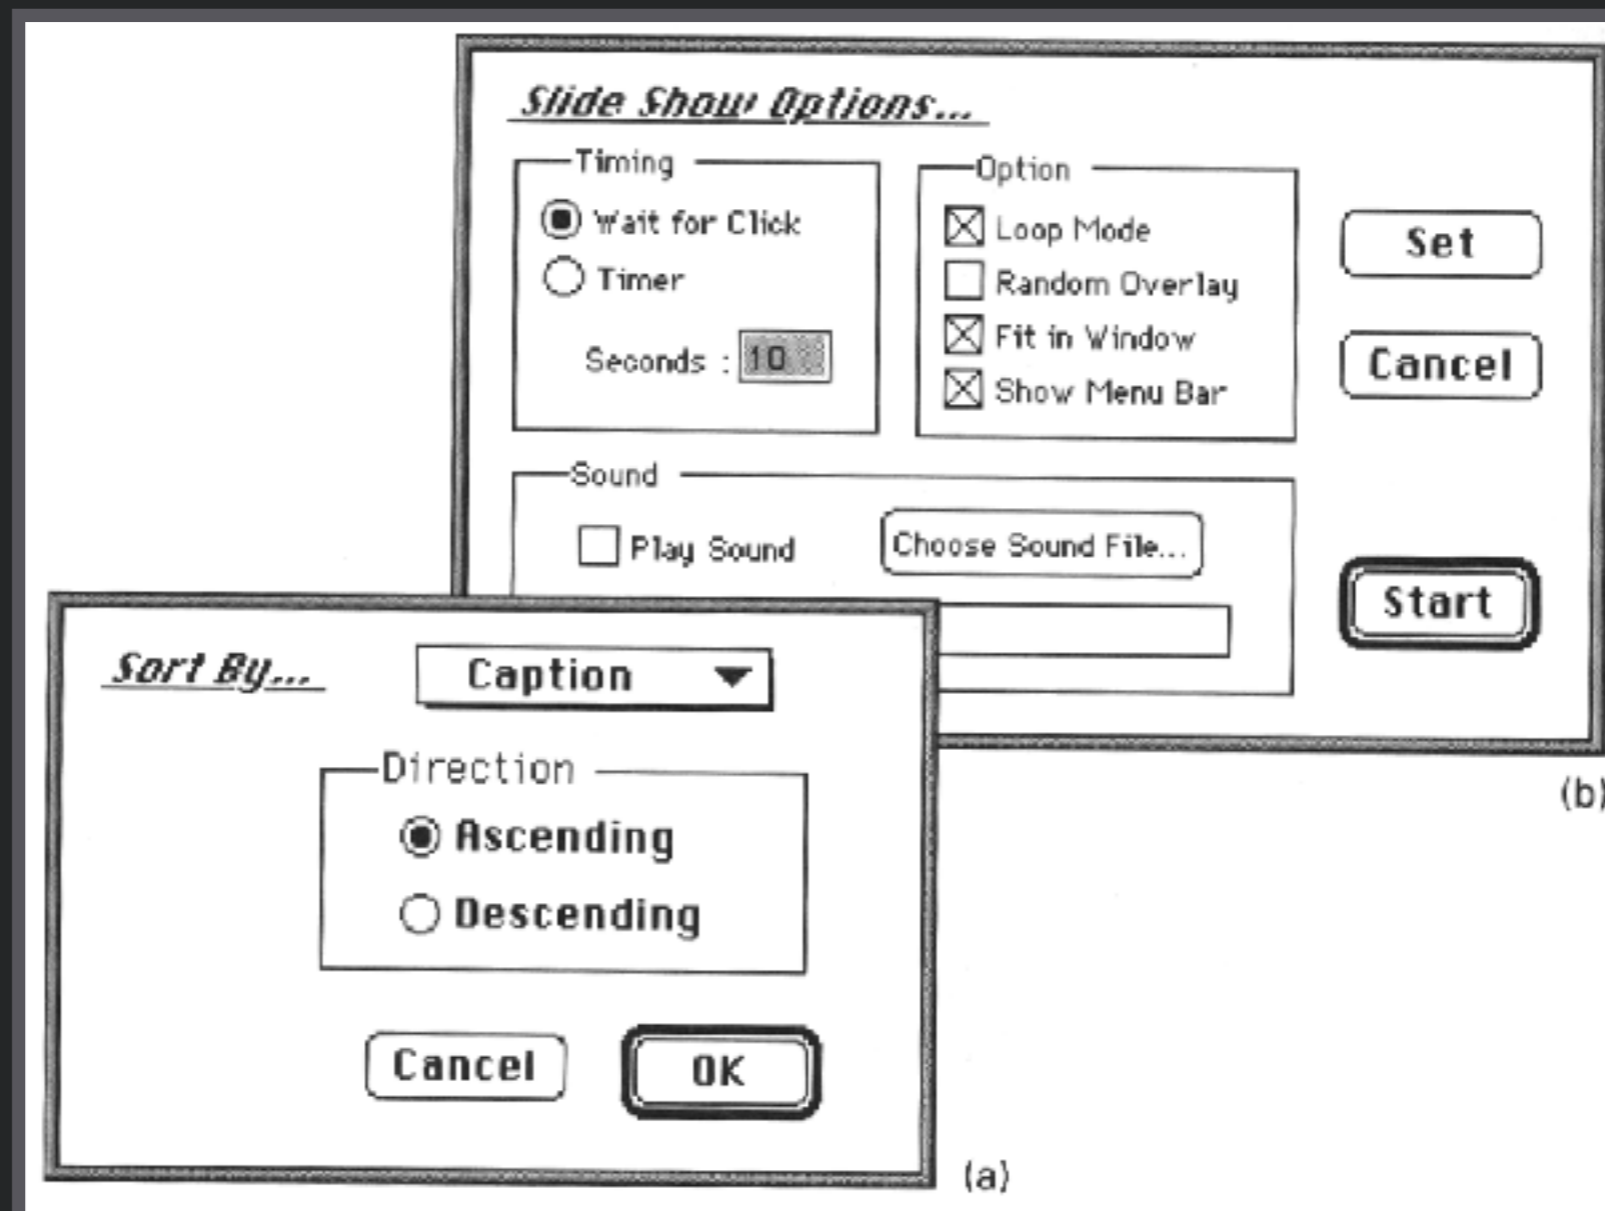 Slide Show Options...
Timing
Wait for Click
Timer
Seconds : 10
Option
Loop Mode
Random Overlay
Fit in Window
Show Menu Bar
Set
Cancel
Sound
Play Sound
Choose Sound File...
Start
(b)
Sort By...
Caption
Direction
Ascending
Descending
Cancel
OK
(a)